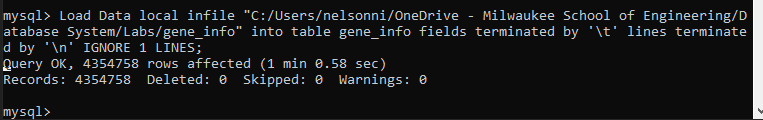 mysql> Load Data local infile "C:/Users/nelsonni/OneDrive - Milwaukee School of Engineering/D
atabase System/Labs/gene_info" into table gene_info fields terminated by '\t' lines terminate
d by '\n' IGNORE 1 LINES;
Query OK, 4354758 rows affected (1 min 0.58 sec)
Records: 4354758  Deleted: 0  Skipped: 0  Warnings: 0
mysql>